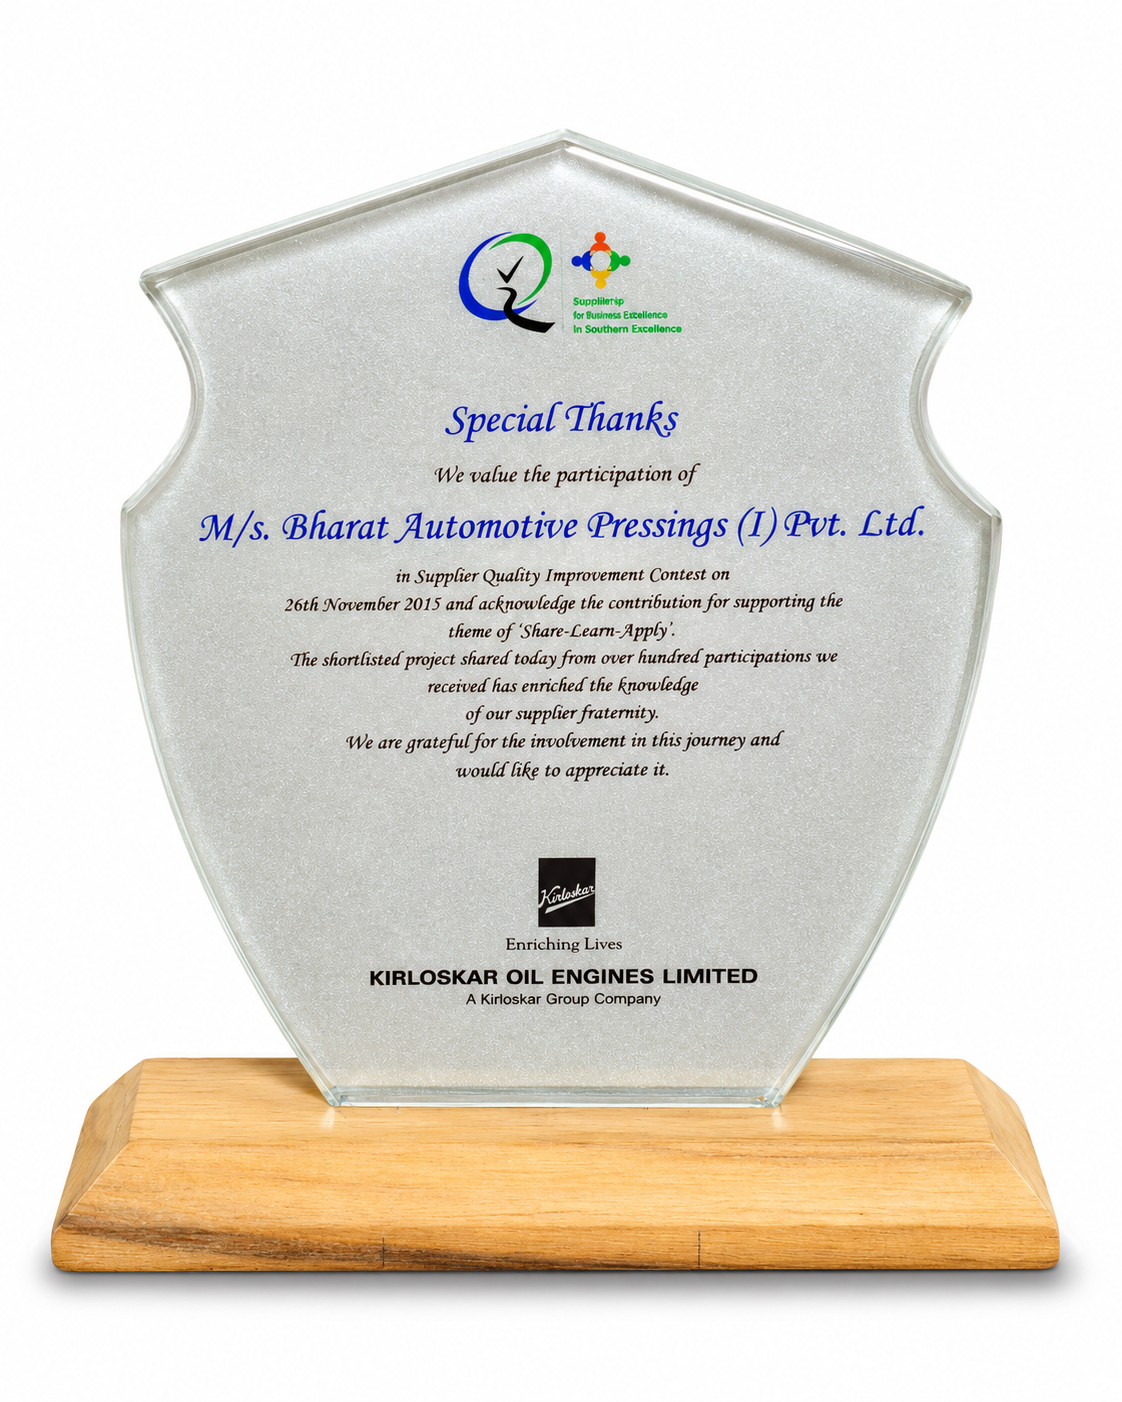 Supplilerip
for Business Excellence
in Southern Excellence
Special Thanks
We value the participation of
M/s. Bharat Automotive Pressings (I) Pvt. Ltd.
in Supplier Quality Improvement Contest on
26th November 2015 and acknowledge the contribution for supporting the
theme of ‘Share-Learn-Apply’.
The shortlisted project shared today from over hundred participations we
received has enriched the knowledge
of our supplier fraternity.
We are grateful for the involvement in this journey and
would like to appreciate it.
Kirloskar
Enriching Lives
KIRLOSKAR OIL ENGINES LIMITED
A Kirloskar Group Company